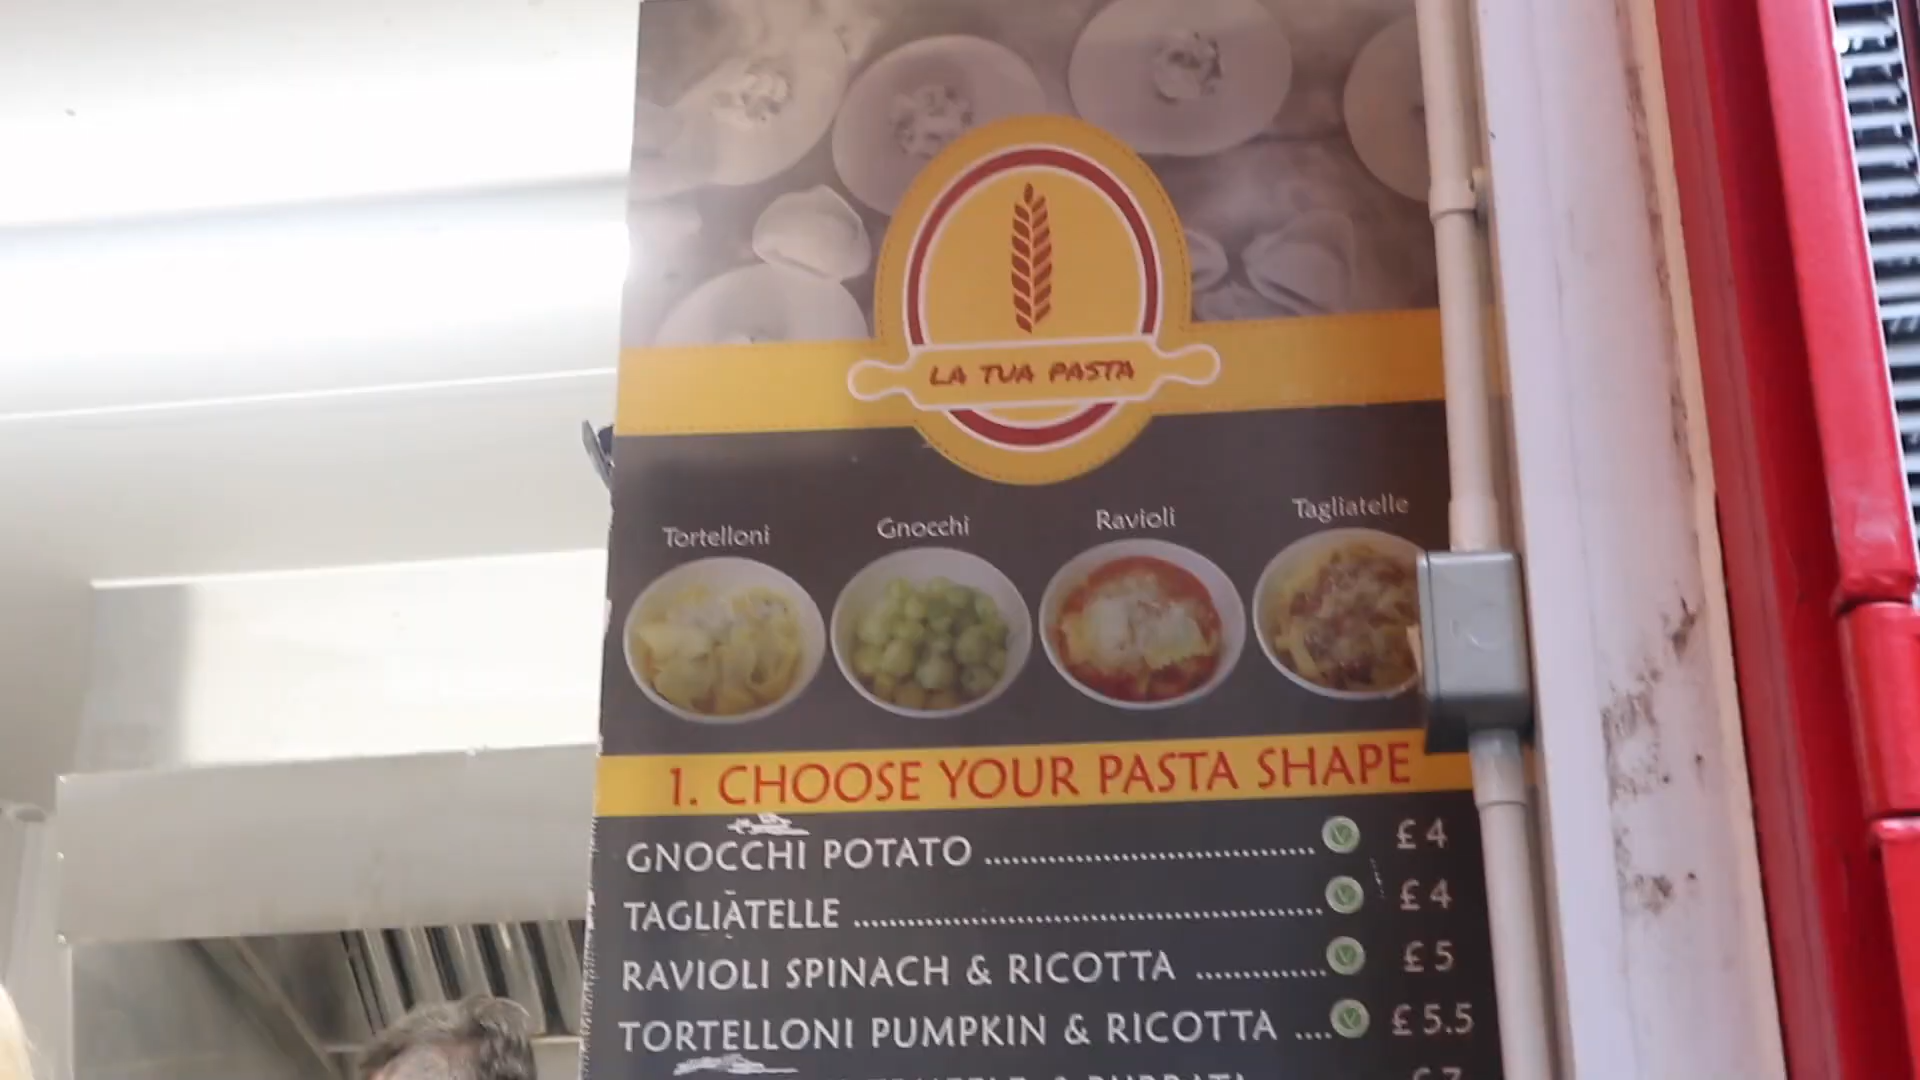 LA TUA PASTA
Tortelloni Gnocchi Ravioli Tagliatelle
1. CHOOSE YOUR PASTA SHAPE
GNOCCHI POTATO .................................. V £ 4
TAGLIATELLE ................................................ V £ 4
RAVIOLI SPINACH & RICOTTA ............. V £ 5
TORTELLONI PUMPKIN & RICOTTA .... V £ 5.5